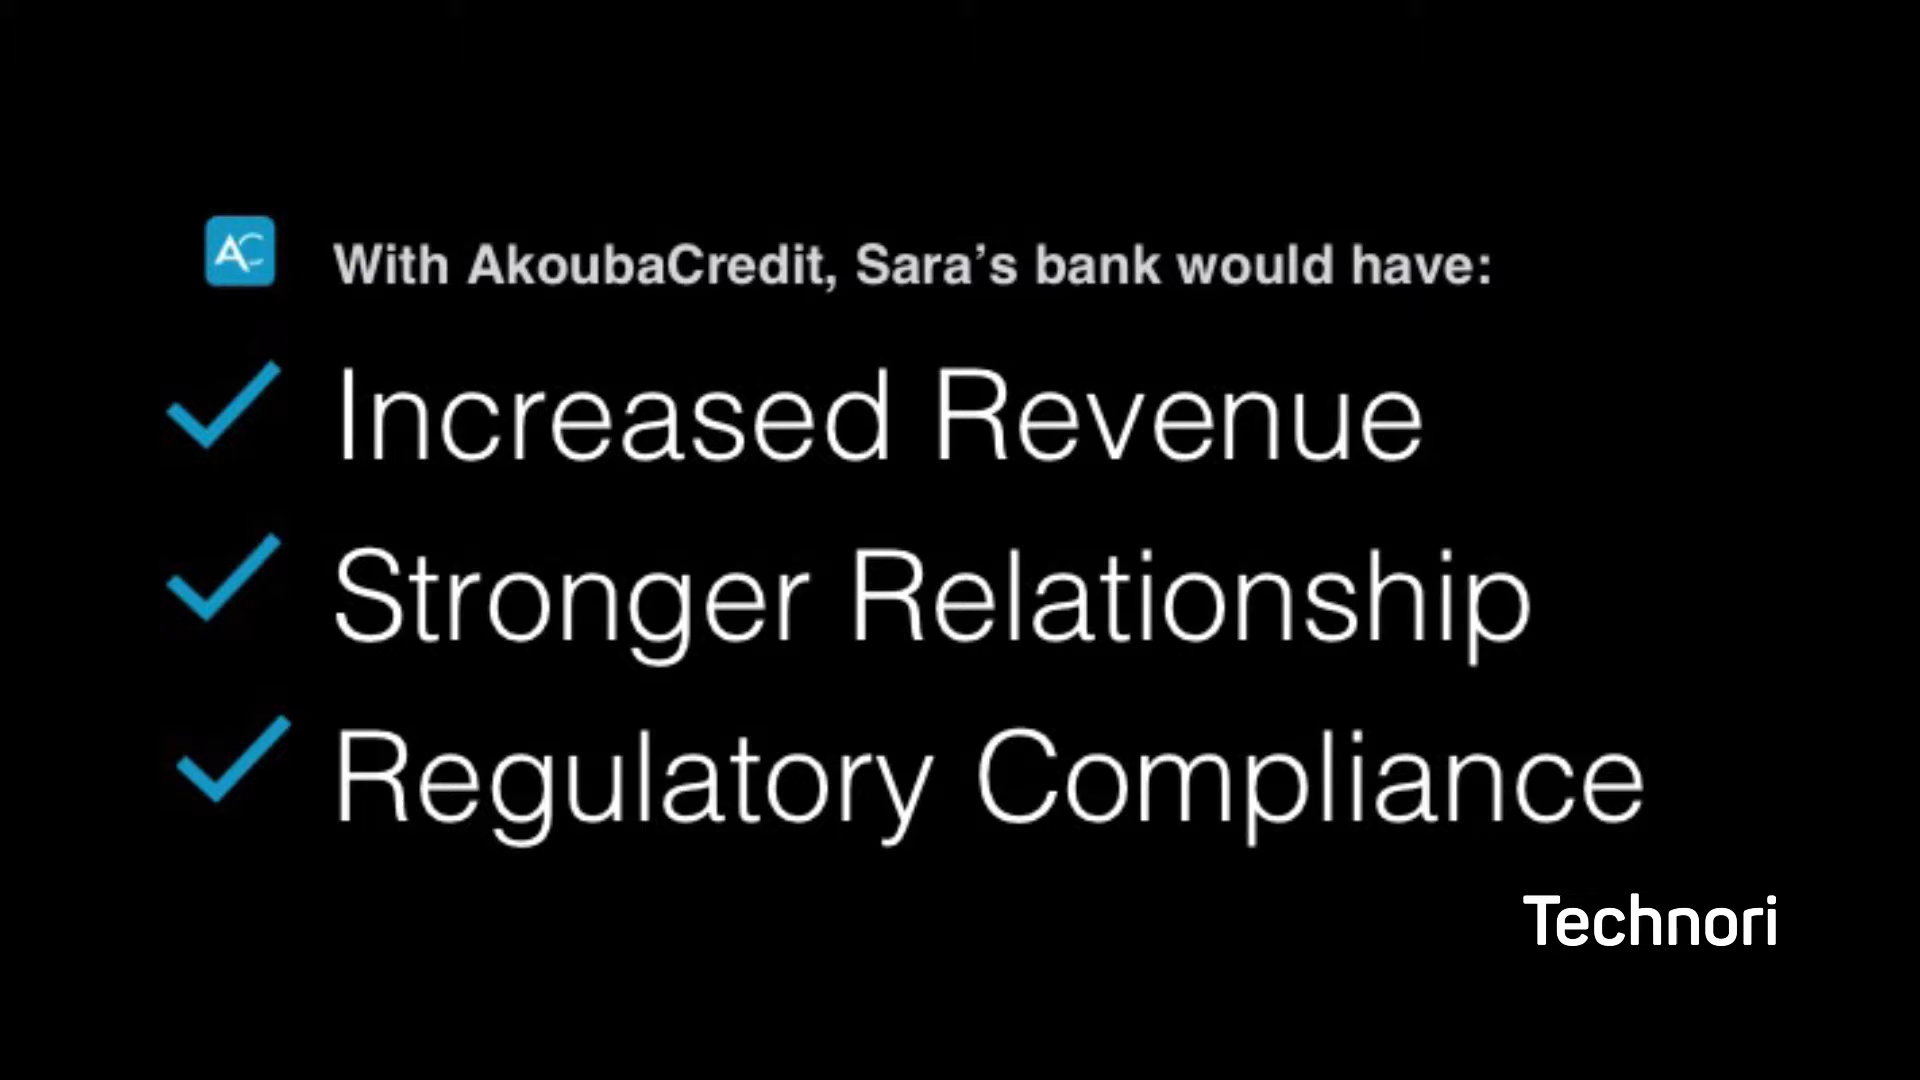 AC
With AkoubaCredit, Sara’s bank would have:
Increased Revenue
Stronger Relationship
Regulatory Compliance
Technori